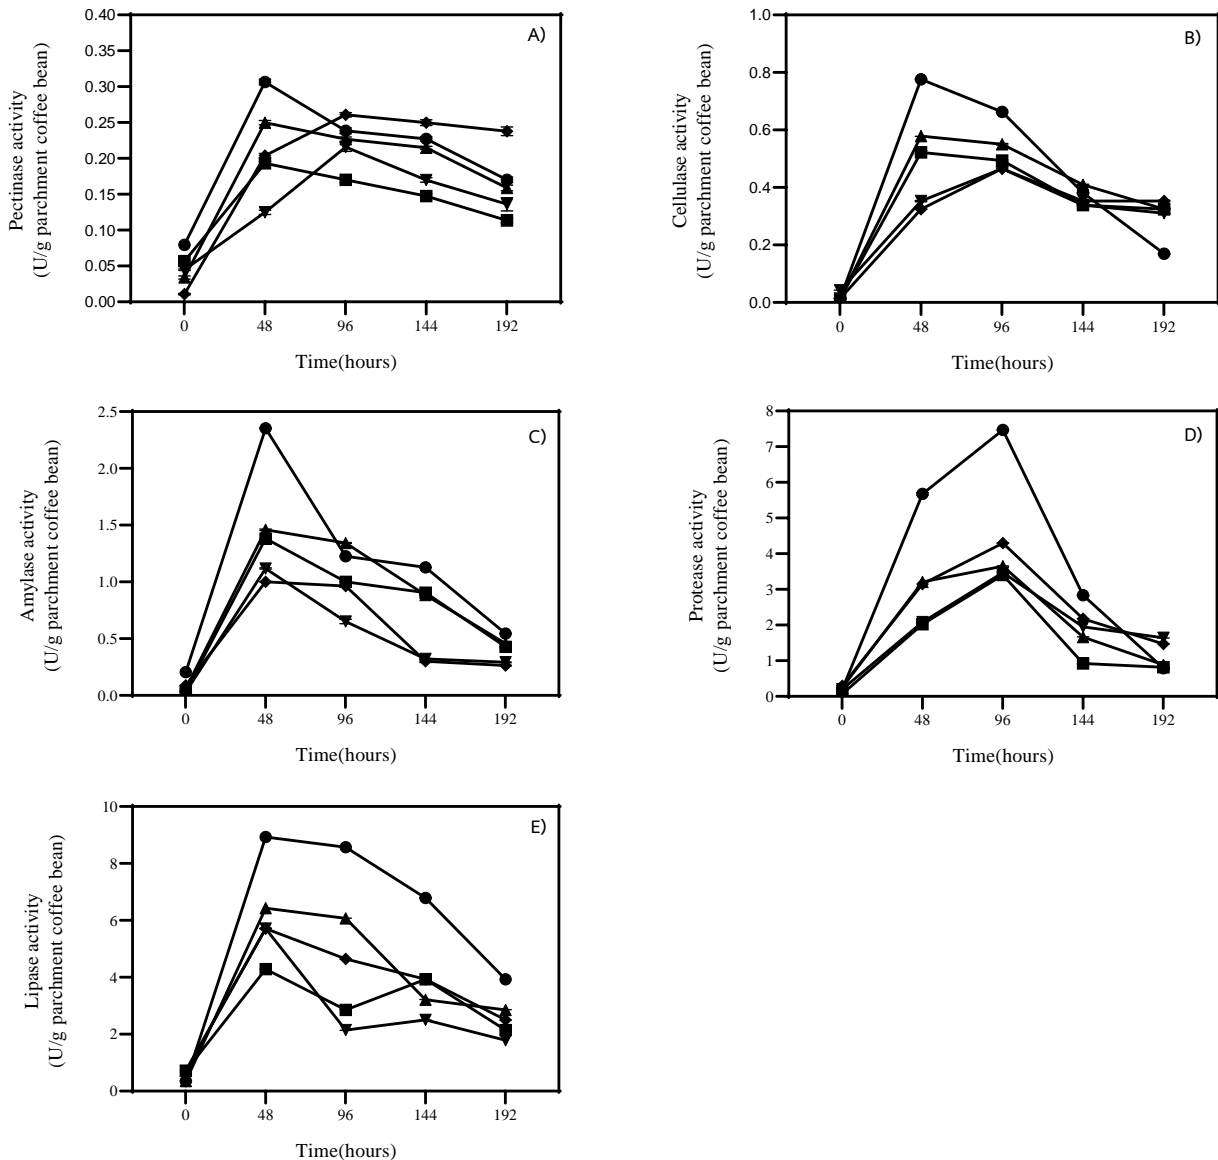 A)
Pectinase activity
(U/g parchment coffee bean)
0.40
0.35
0.30
0.25
0.20
0.15
0.10
0.05
0.00
0 48 96 144 192
Time(hours)
B)
Cellulase activity
(U/g parchment coffee bean)
1.0
0.8
0.6
0.4
0.2
0.0
0 48 96 144 192
Time(hours)
C)
Amylase activity
(U/g parchment coffee bean)
2.5
2.0
1.5
1.0
0.5
0.0
0 48 96 144 192
Time(hours)
D)
Protease activity
(U/g parchment coffee bean)
8
7
6
5
4
3
2
1
0
0 48 96 144 192
Time(hours)
E)
Lipase activity
(U/g parchment coffee bean)
10
8
6
4
2
0
0 48 96 144 192
Time(hours)